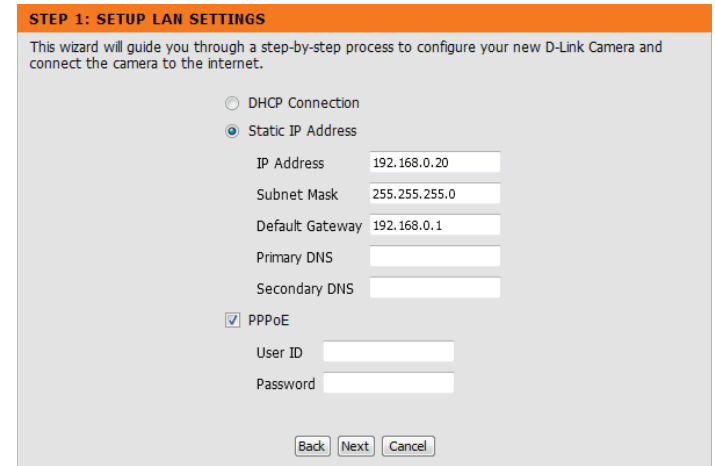 STEP 1: SETUP LAN SETTINGS
This wizard will guide you through a step-by-step process to configure your new D-Link Camera and
connect the camera to the internet.
DHCP Connection
Static IP Address
IP Address 192.168.0.20
Subnet Mask 255.255.255.0
Default Gateway 192.168.0.1
Primary DNS
Secondary DNS
PPPoE
User ID
Password
Back Next Cancel